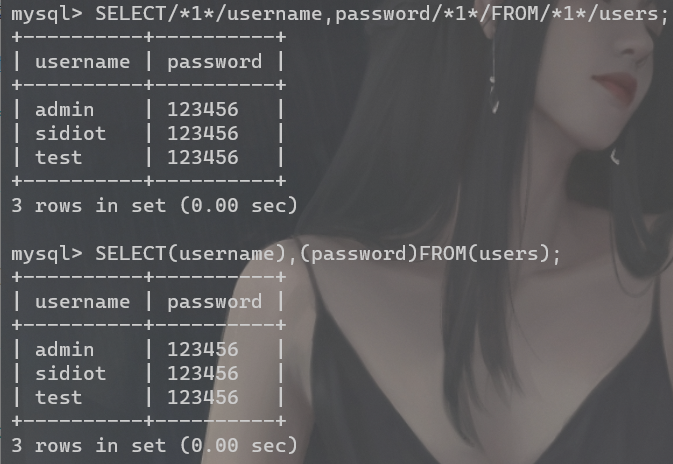 mysql> SELECT/*1*/username,password/*1*/FROM/*1*/users;
+----------+----------+
| username | password |
+----------+----------+
| admin    | 123456   |
| sidiot   | 123456   |
| test     | 123456   |
+----------+----------+
3 rows in set (0.00 sec)

mysql> SELECT(username),(password)FROM(users);
+----------+----------+
| username | password |
+----------+----------+
| admin    | 123456   |
| sidiot   | 123456   |
| test     | 123456   |
+----------+----------+
3 rows in set (0.00 sec)